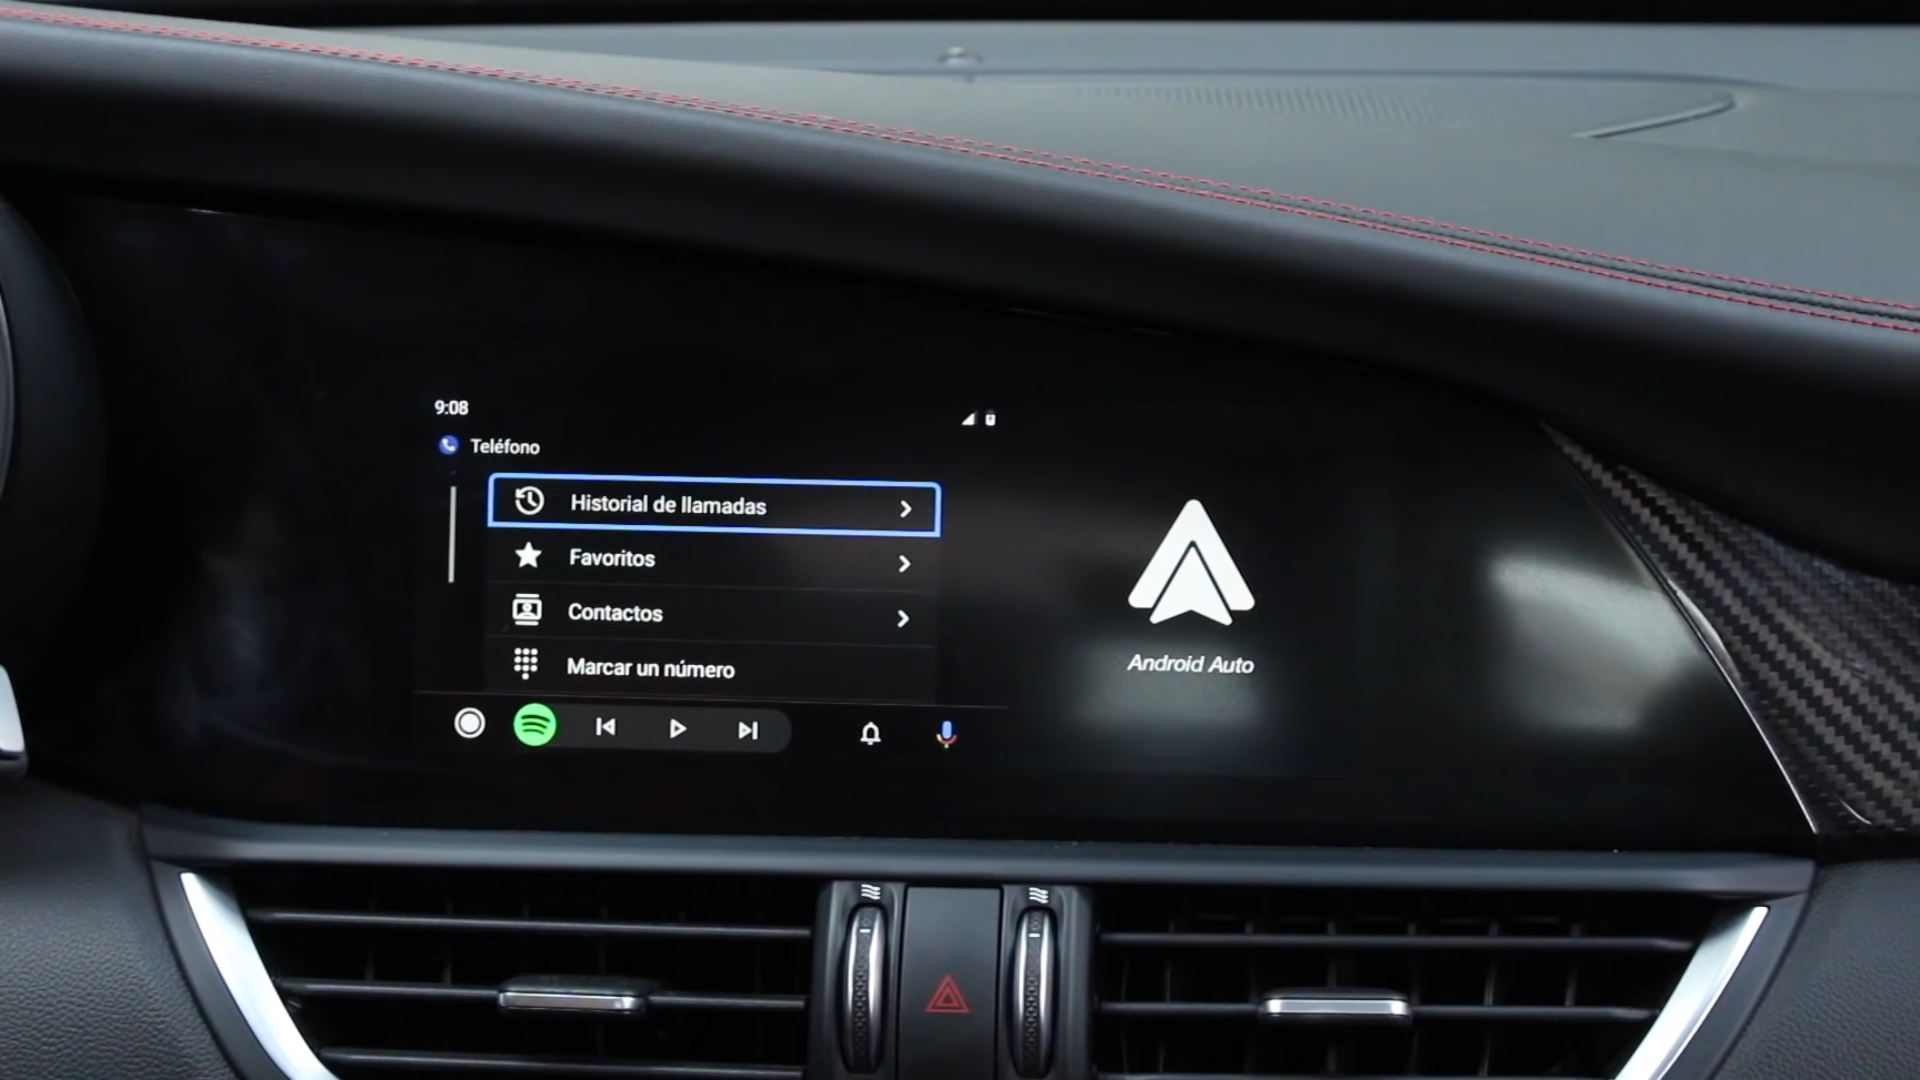 9:08
Teléfono
Historial de llamadas
Favoritos
Contactos
Marcar un número
Android Auto